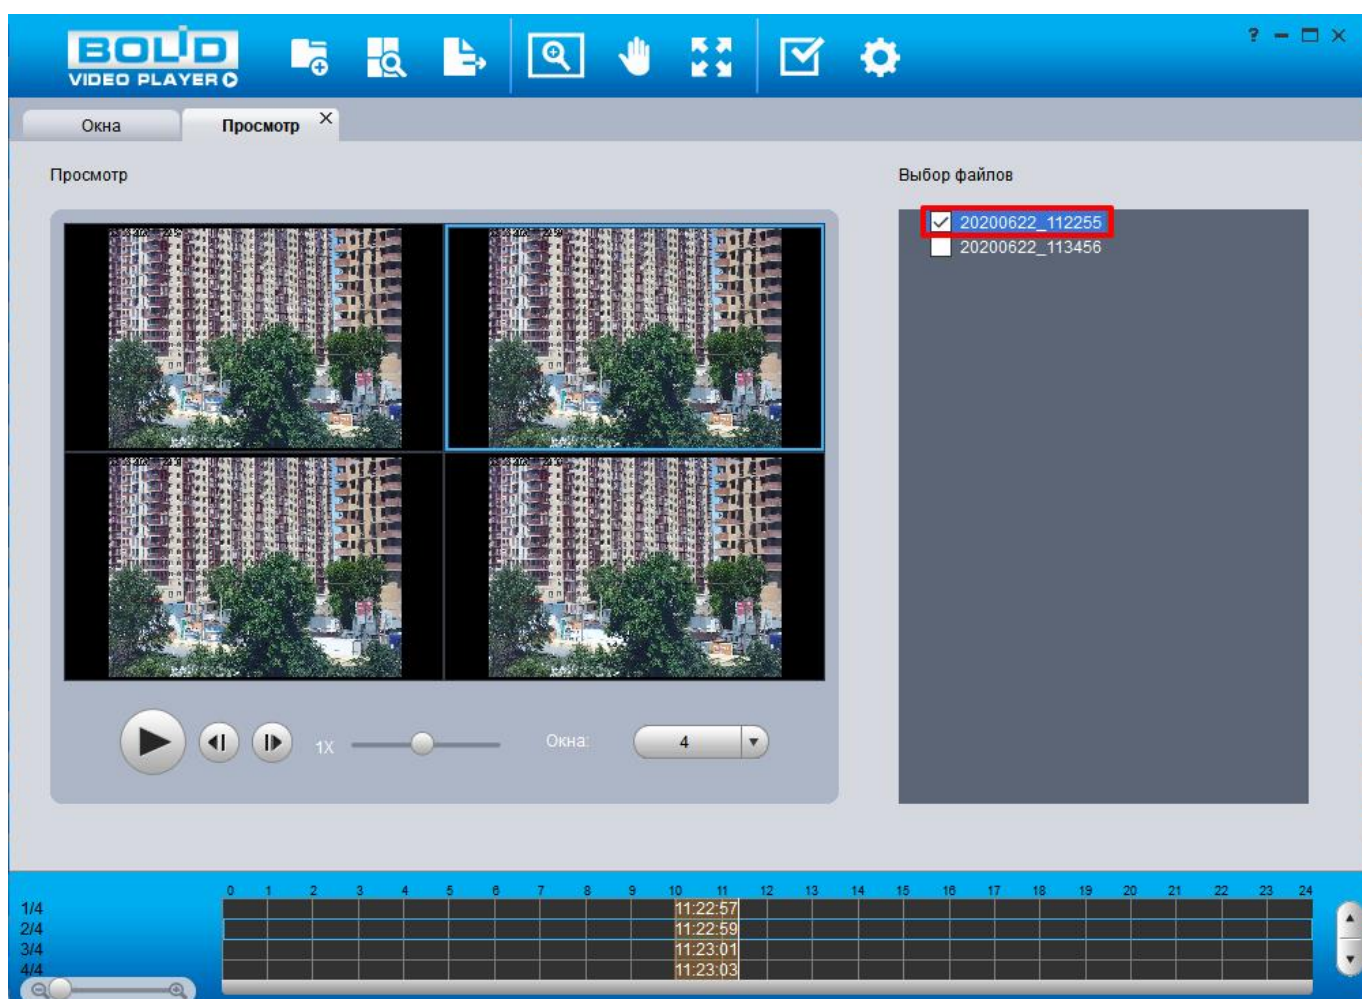 BOLID
VIDEO PLAYER
? – □ ×
Окна
Просмотр ×
Просмотр
Выбор файлов
20200622_112255
20200622_113456
1X
Окна:
4
0 1 2 3 4 5 6 7 8 9 10 11 12 13 14 15 16 17 18 19 20 21 22 23 24
1/4
11:22:57
2/4
11:22:59
3/4
11:23:01
4/4
11:23:03